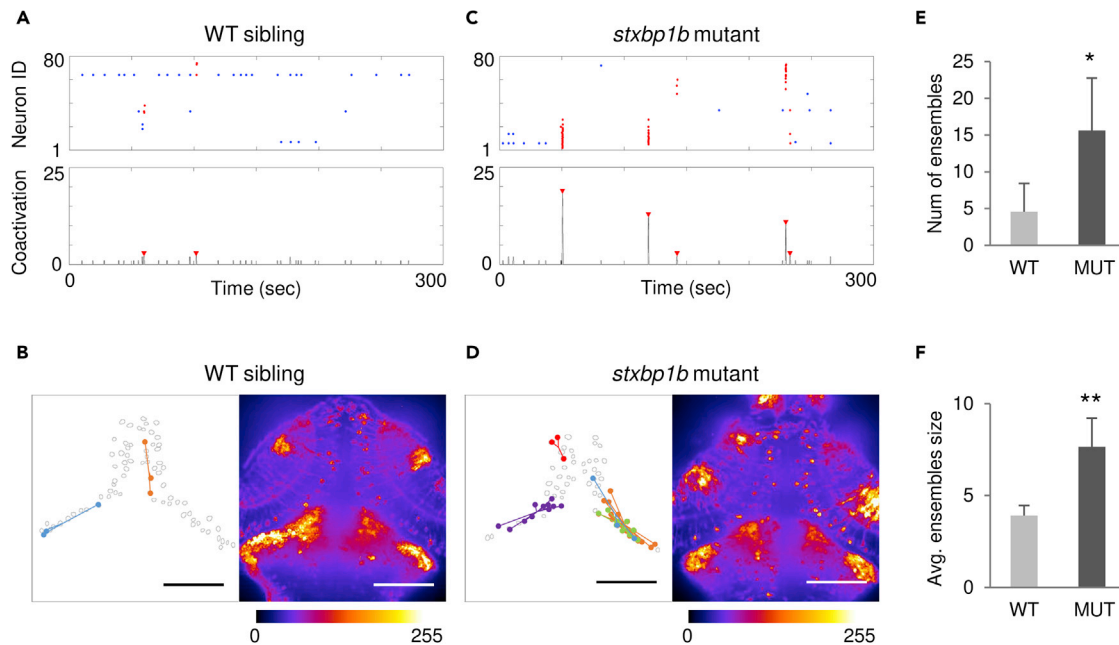 A
WT sibling
80
Neuron ID
1
25
Coactivation
0
0
Time (sec)
300
C
stxbp1b mutant
80
1
25
0
0
Time (sec)
300
E
*
25
20
15
10
5
0
Num of ensembles
WT
MUT
B
WT sibling
0
255
D
stxbp1b mutant
0
255
F
**
10
5
0
Avg. ensembles size
WT
MUT